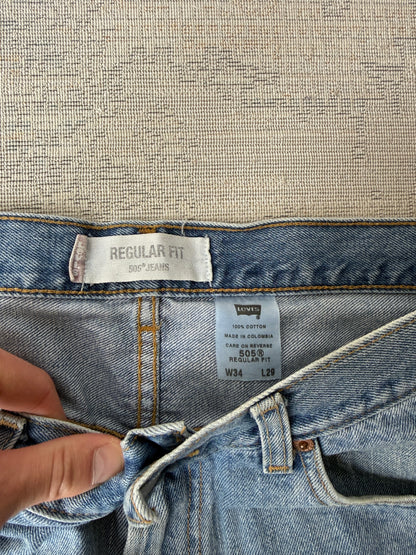 REGULAR FIT
505® JEANS
LEVI'S
100% COTTON
MADE IN COLOMBIA
CARE ON REVERSE
505®
REGULAR FIT
W34 L29